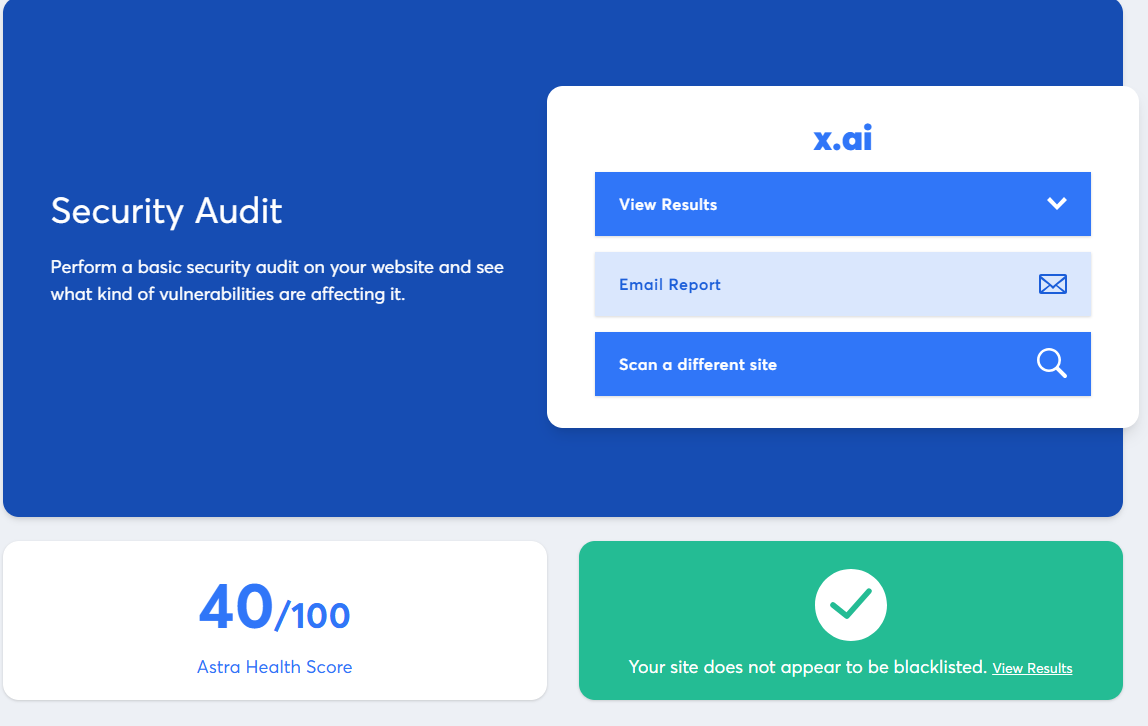 Security Audit
Perform a basic security audit on your website and see
what kind of vulnerabilities are affecting it.
x.ai
View Results
Email Report
Scan a different site
40/100
Astra Health Score
Your site does not appear to be blacklisted. View Results